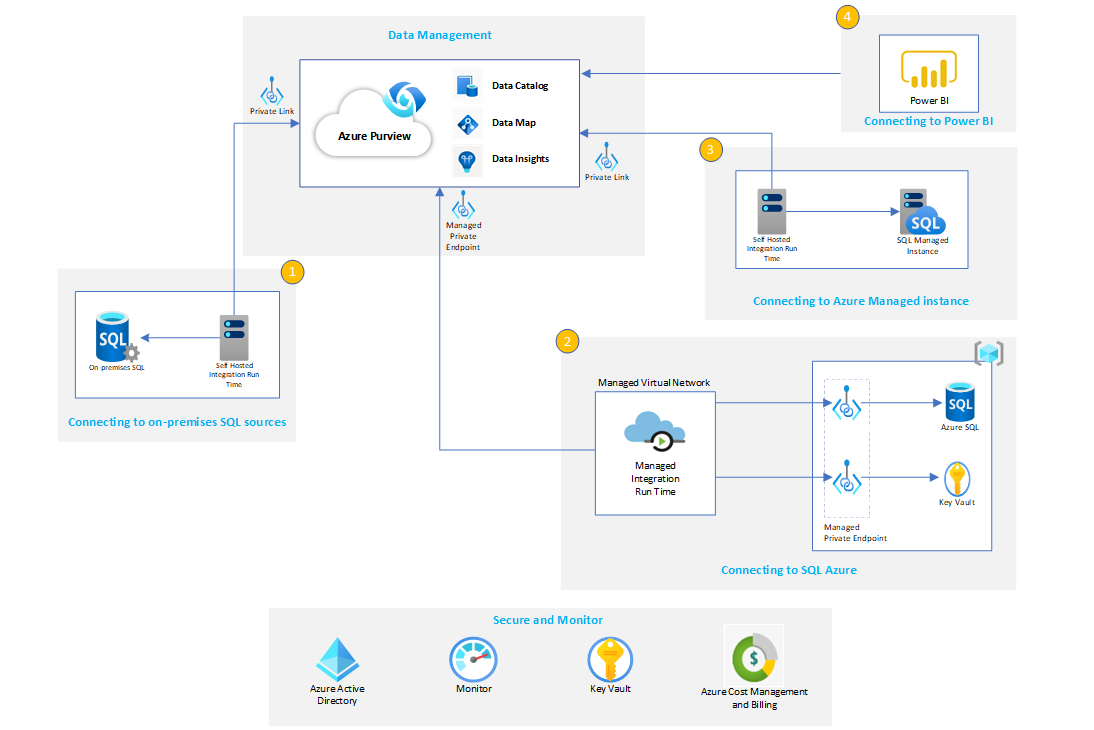 Data Management
Private Link
Azure Purview
Data Catalog
Data Map
Data Insights
Private Link
Managed
Private
Endpoint
4
Power BI
Connecting to Power BI
3
Self Hosted
Integration Run
Time
SQL
SQL Managed
Instance
Connecting to Azure Managed instance
1
SQL
On-premises SQL
Self Hosted
Integration Run
Time
Connecting to on-premises SQL sources
2
Managed Virtual Network
Managed
Integration
Run Time
SQL
Azure SQL
Key Vault
Managed
Private Endpoint
Connecting to SQL Azure
Secure and Monitor
Azure Active
Directory
Monitor
Key Vault
$
Azure Cost Management
and Billing